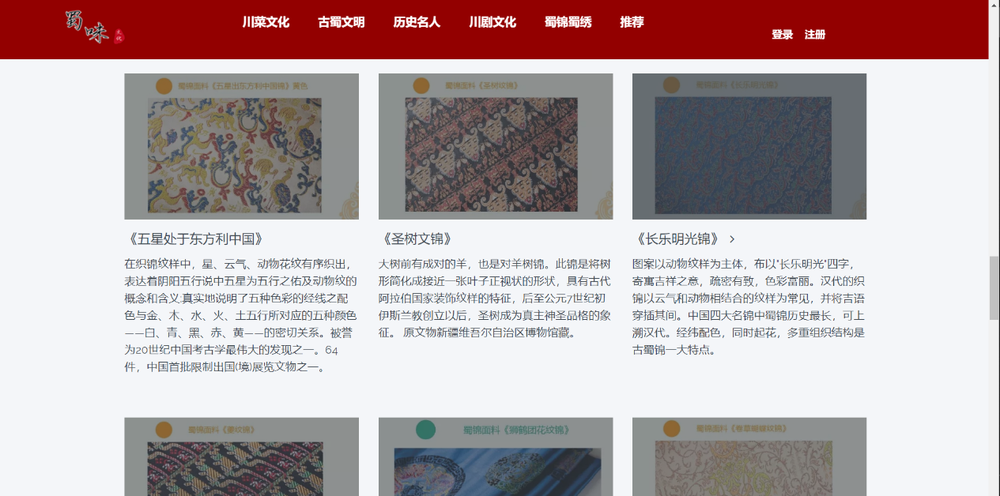 蜀味
文化
川菜文化 古蜀文明 历史名人 川剧文化 蜀锦蜀绣 推荐
登录 注册
蜀锦面料《五星出东方利中国锦》黄色
蜀锦面料《圣树纹锦》
蜀锦面料《长乐明光锦》
《五星处于东方利中国》
在织锦纹样中，星、云气、动物花纹有序织出，
表达着阴阳五行说中五星为五行之佑及动物纹的
概念和含义:真实地说明了五种色彩的经线之配
色与金、木、水、火、土五行所对应的五种颜色
——白、青、黑、赤、黄——的密切关系。被誉
为20世纪中国考古学最伟大的发现之一。64
件，中国首批限制出国(境)展览文物之一。
《圣树文锦》
大树前有成对的羊，也是对羊树锦。此锦是将树
形简化成接近一张叶子正视状的形状，具有古代
阿拉伯国家装饰纹样的特征，后至公元7世纪初
伊斯兰教创立以后，圣树成为真主神圣品格的象
征。 原文物新疆维吾尔自治区博物馆藏。
《长乐明光锦》 >
图案以动物纹样为主体，布以"长乐明光"四字，
寄寓吉祥之意，疏密有致，色彩富丽。汉代的织
锦以云气和动物相结合的纹样为常见，并将吉语
穿插其间。中国四大名锦中蜀锦历史最长，可上
溯汉代。经纬配色，同时起花，多重组织结构是
古蜀锦一大特点。
蜀锦面料
蜀锦面料《狮鹤团花纹锦》
蜀锦面料《卷草蝴蝶纹锦》